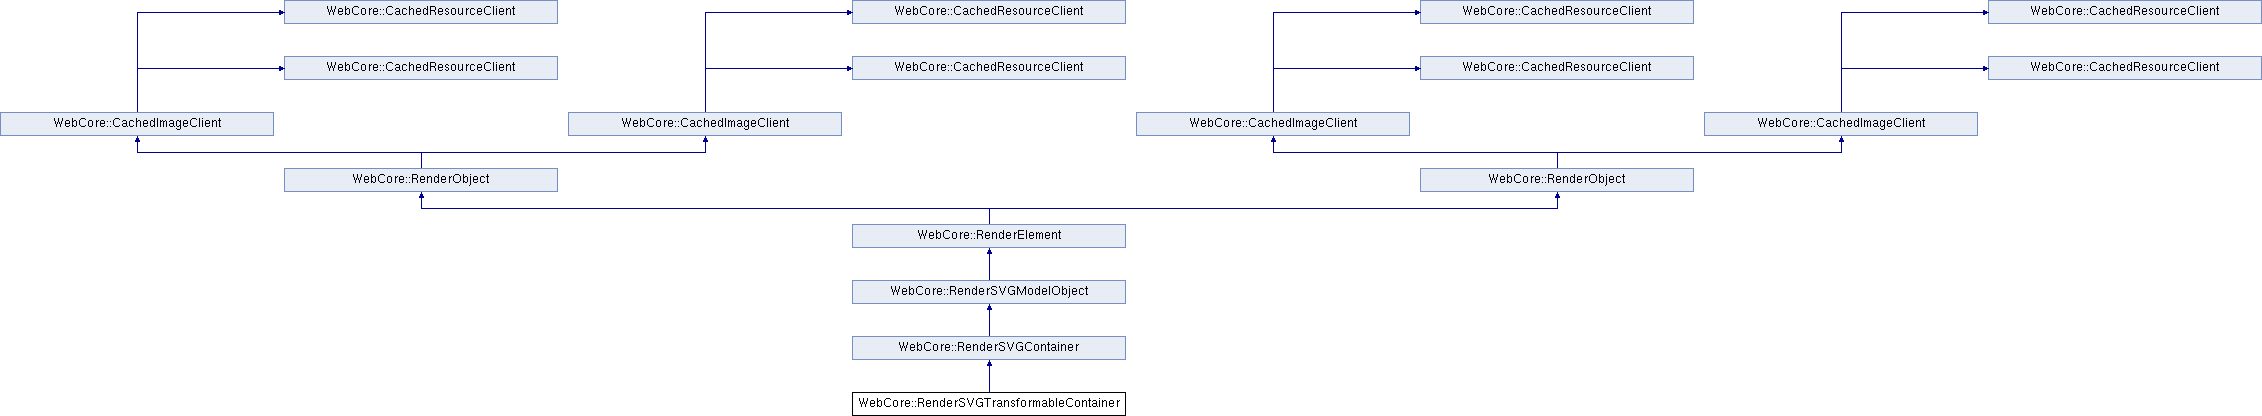 WebCore::CachedResourceClient
WebCore::CachedResourceClient
WebCore::CachedResourceClient
WebCore::CachedResourceClient
WebCore::CachedResourceClient
WebCore::CachedResourceClient
WebCore::CachedResourceClient
WebCore::CachedResourceClient
WebCore::CachedImageClient
WebCore::CachedImageClient
WebCore::CachedImageClient
WebCore::CachedImageClient
WebCore::RenderObject
WebCore::RenderObject
WebCore::RenderElement
WebCore::RenderSVGModelObject
WebCore::RenderSVGContainer
WebCore::RenderSVGTransformableContainer